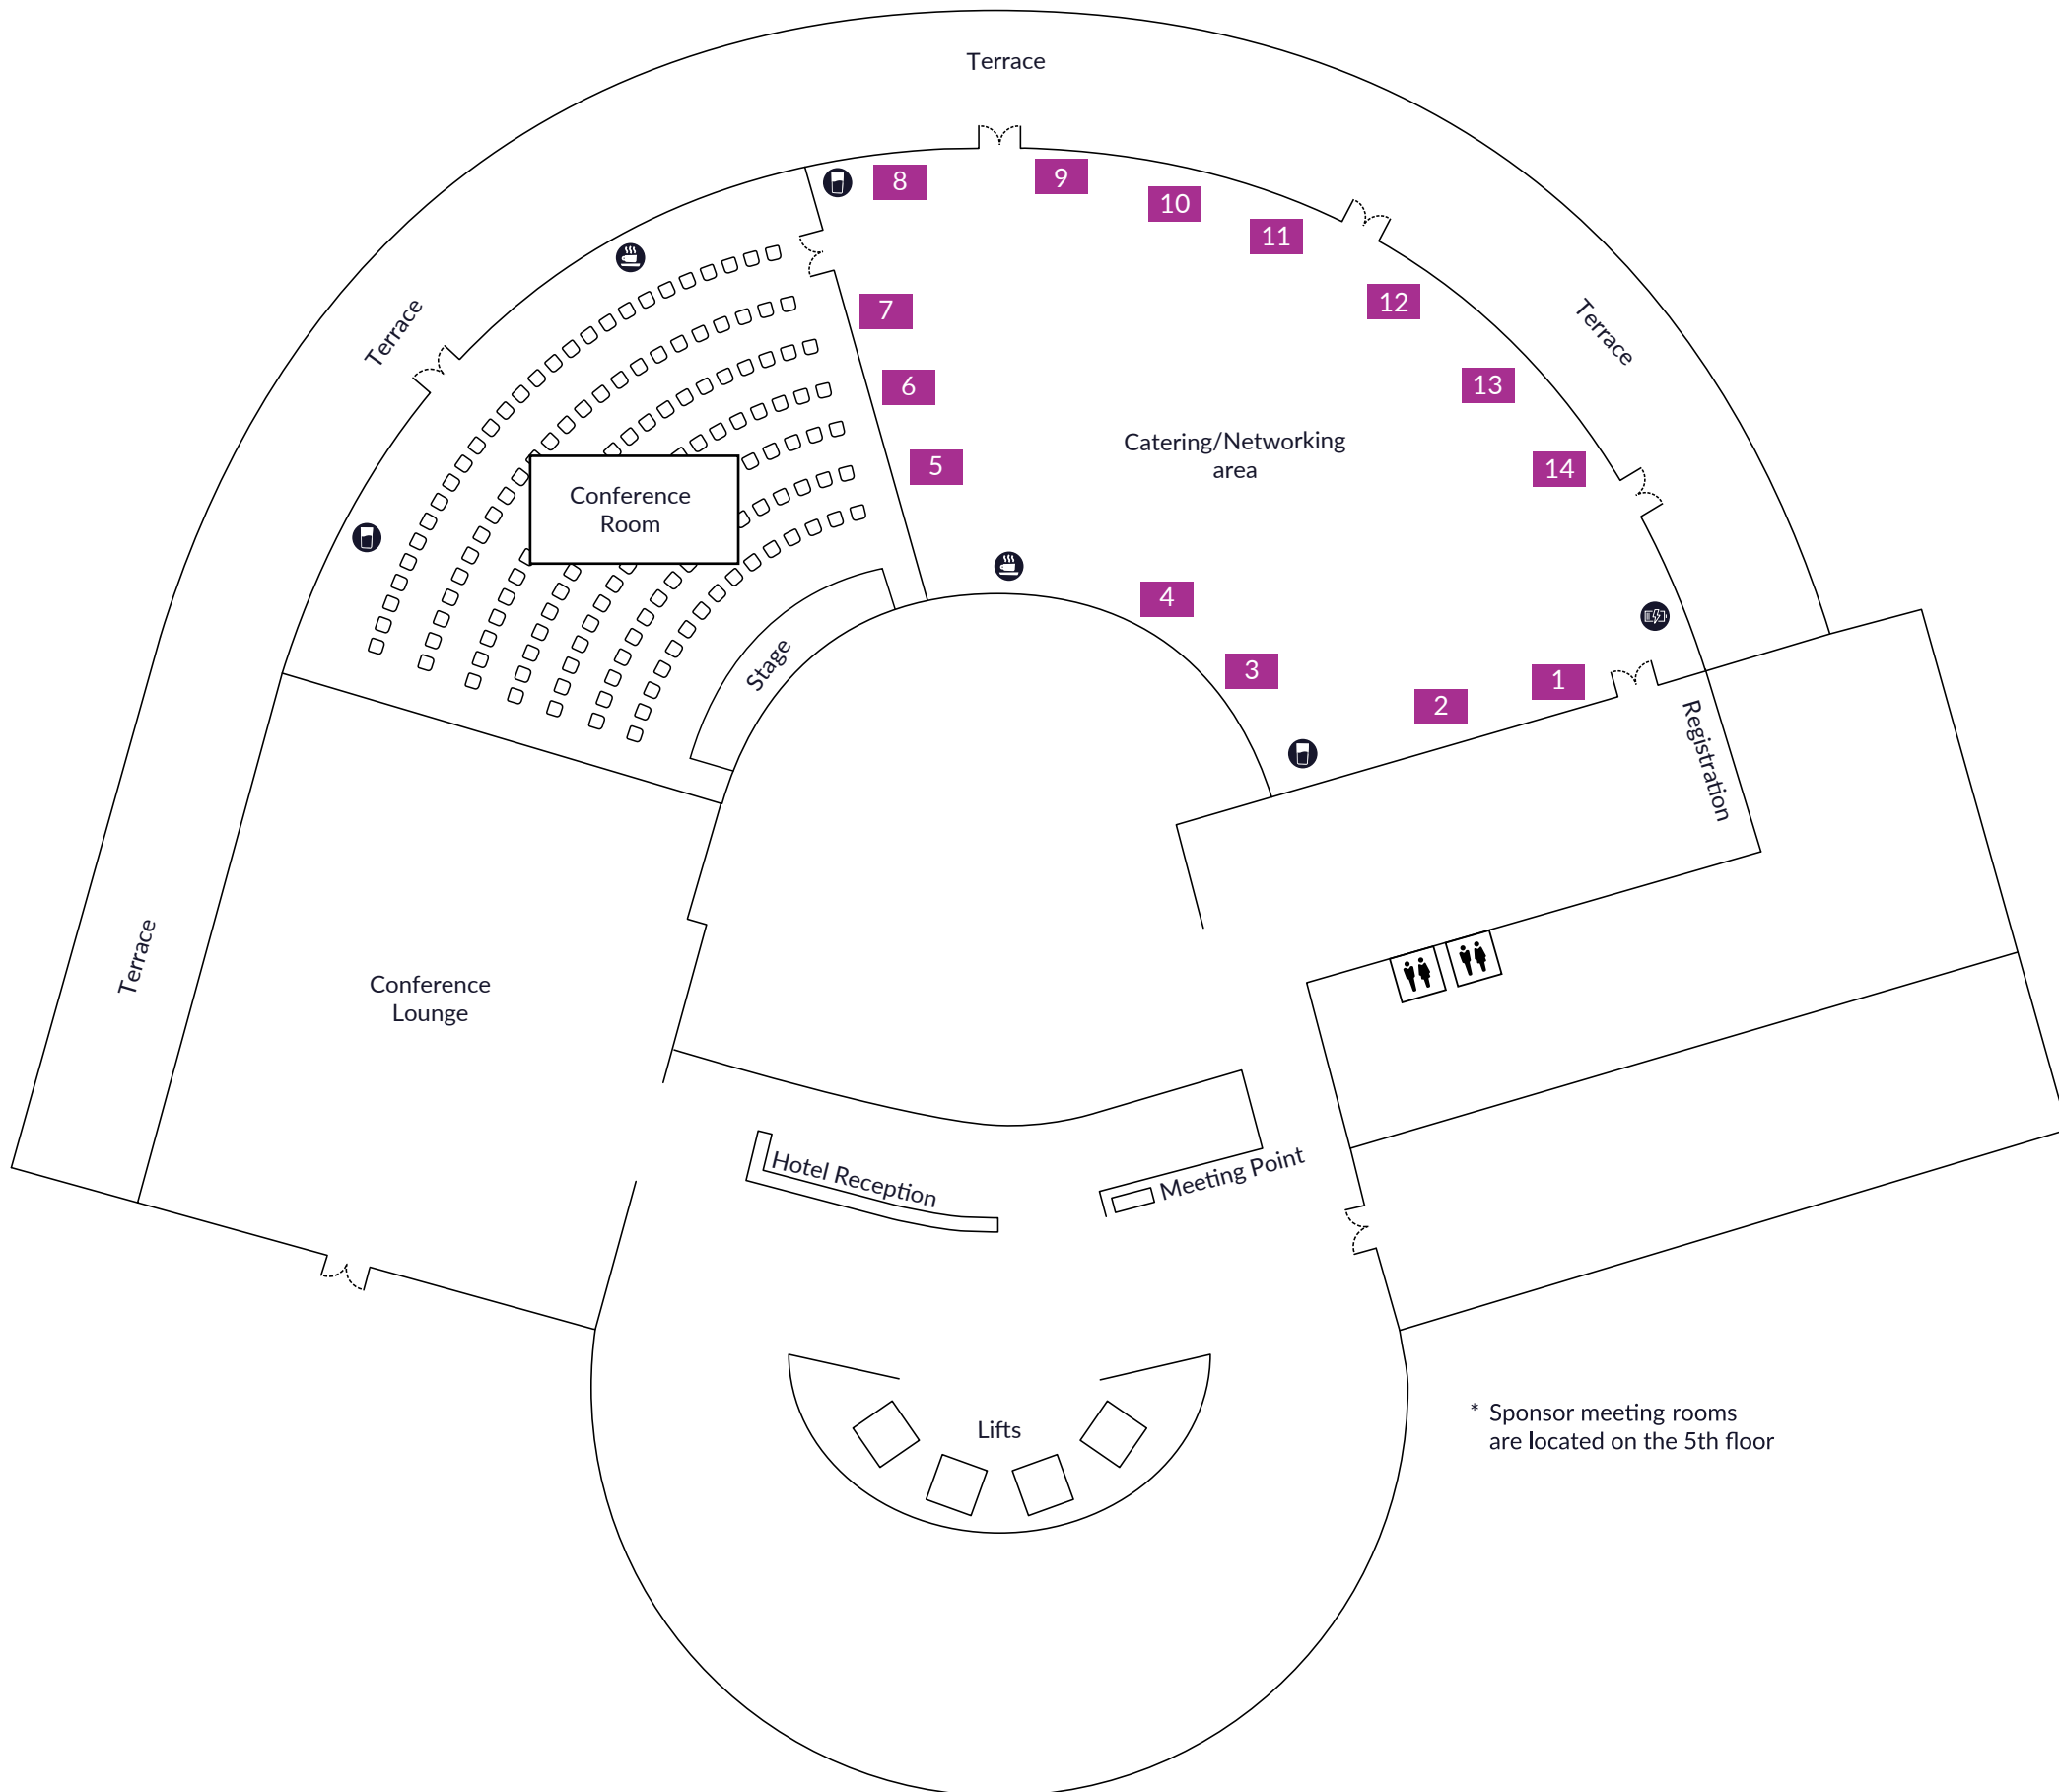 Terrace
8
9
10
11
12
13
14
7
6
5
4
3
2
1
Terrace
Terrace
Catering/Networking
area
Conference
Room
Stage
Registration
Terrace
Conference
Lounge
Hotel Reception
Meeting Point
Lifts
* Sponsor meeting rooms
are located on the 5th floor